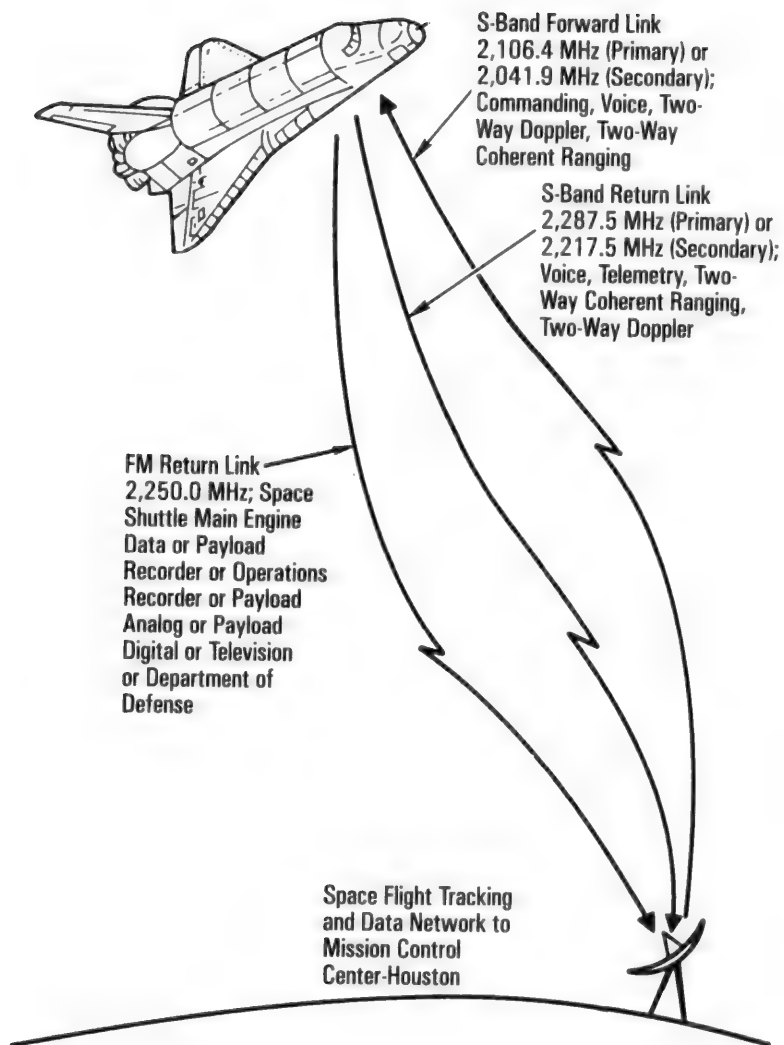 S-Band Forward Link
2,106.4 MHz (Primary) or
2,041.9 MHz (Secondary);
Commanding, Voice, Two-
Way Doppler, Two-Way
Coherent Ranging
S-Band Return Link
2,287.5 MHz (Primary) or
2,217.5 MHz (Secondary);
Voice, Telemetry, Two-
Way Coherent Ranging,
Two-Way Doppler
FM Return Link
2,250.0 MHz; Space
Shuttle Main Engine
Data or Payload
Recorder or Operations
Recorder or Payload
Analog or Payload
Digital or Television
or Department of
Defense
Space Flight Tracking
and Data Network to
Mission Control
Center-Houston